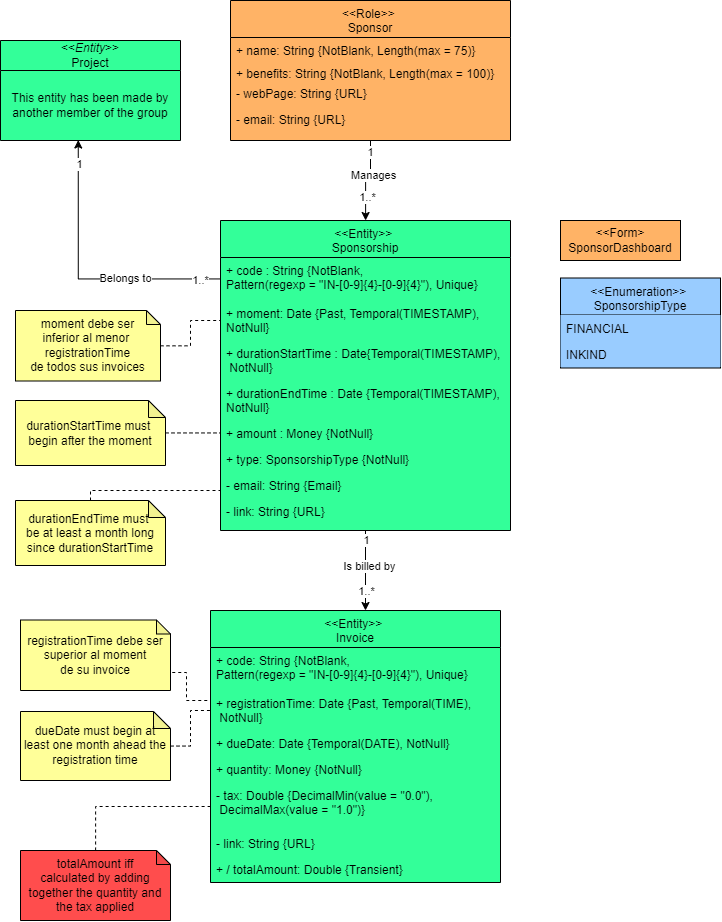 <<Entity>>
Project
This entity has been made by
another member of the group
<<Role>>
Sponsor
+ name: String {NotBlank, Length(max = 75)}
+ benefits: String {NotBlank, Length(max = 100)}
- webPage: String {URL}
- email: String {URL}
1
1
Manages
1..*
Belongs to
1..*
<<Entity>>
Sponsorship
+ code : String {NotBlank,
Pattern(regexp = "IN-[0-9]{4}-[0-9]{4}"), Unique}
+ moment: Date {Past, Temporal(TIMESTAMP),
NotNull}
+ durationStartTime : Date{Temporal(TIMESTAMP),
NotNull}
+ durationEndTime : Date {Temporal(TIMESTAMP),
NotNull}
+ amount : Money {NotNull}
+ type: SponsorshipType {NotNull}
- email: String {Email}
- link: String {URL}
<<Form>
SponsorDashboard
<<Enumeration>>
SponsorshipType
FINANCIAL
INKIND
moment debe ser
inferior al menor
registrationTime
de todos sus invoices
durationStartTime must
begin after the moment
durationEndTime must
be at least a month long
since durationStartTime
1
Is billed by
1..*
<<Entity>>
Invoice
+ code: String {NotBlank,
Pattern(regexp = "IN-[0-9]{4}-[0-9]{4}"), Unique}
+ registrationTime: Date {Past, Temporal(TIME),
NotNull}
+ dueDate: Date {Temporal(DATE), NotNull}
+ quantity: Money {NotNull}
- tax: Double {DecimalMin(value = "0.0"),
DecimalMax(value = "1.0")}
- link: String {URL}
+ / totalAmount: Double {Transient}
registrationTime debe ser
superior al moment
de su invoice
dueDate must begin at
least one month ahead the
registration time
totalAmount iff
calculated by adding
together the quantity and
the tax applied